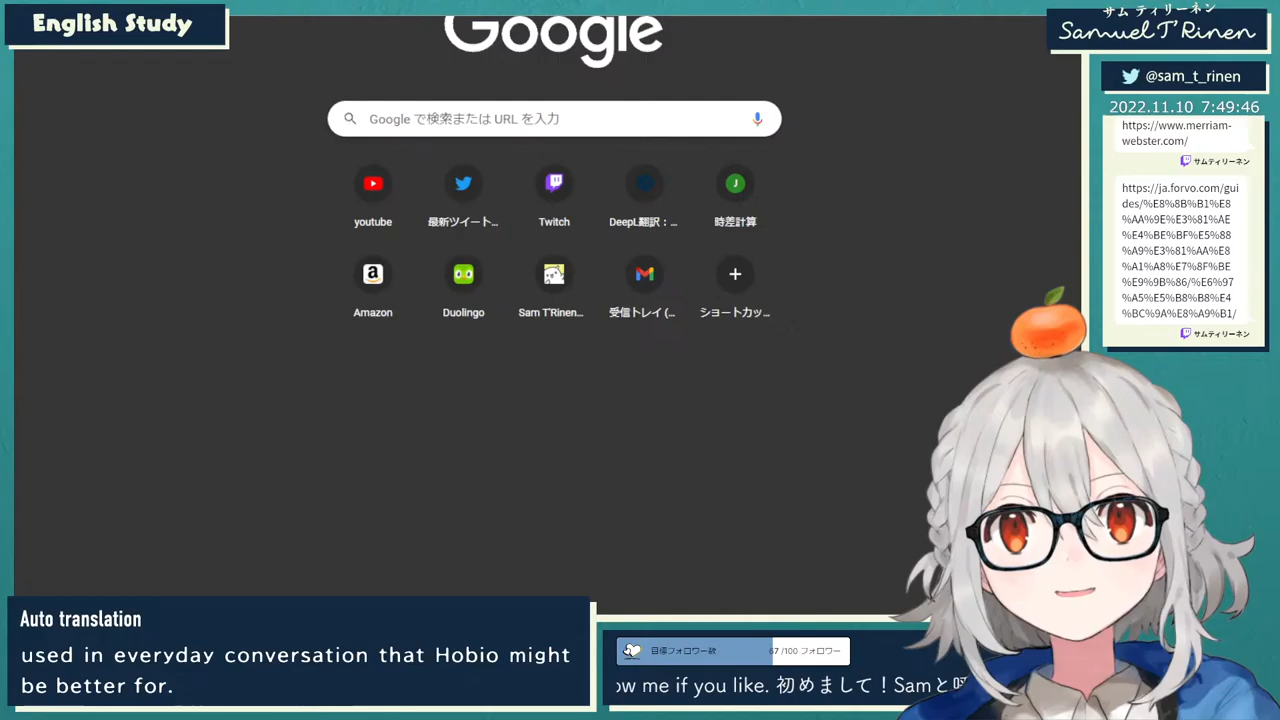 English Study
Google
Google で検索または URL を入力
youtube
最新ツイート...
Twitch
DeepL翻訳：...
J
時差計算
a
Amazon
Duolingo
Sam T'Rinen...
受信トレイ (...
ショートカッ...
サム ティリーネン
Samuel T'Rinen
@sam_t_rinen
2022.11.10 7:49:46
https://www.merriam-
webster.com/
サムティリーネン
https://ja.forvo.com/gui
des/%E8%8B%B1%E8
%AA%9E%E3%81%AE
%E4%BE%BF%E5%88
%A9%E3%81%AA%E8
%A1%A8%E7%8F%BE
%E9%9B%86/%E6%97
%A5%E5%B8%B8%E4
%BC%9A%E8%A9%B1/
サムティリーネン
Auto translation
used in everyday conversation that Hobio might
be better for.
目標フォロワー数
67 /100 フォロワー
ow me if you like. 初めまして！Samと